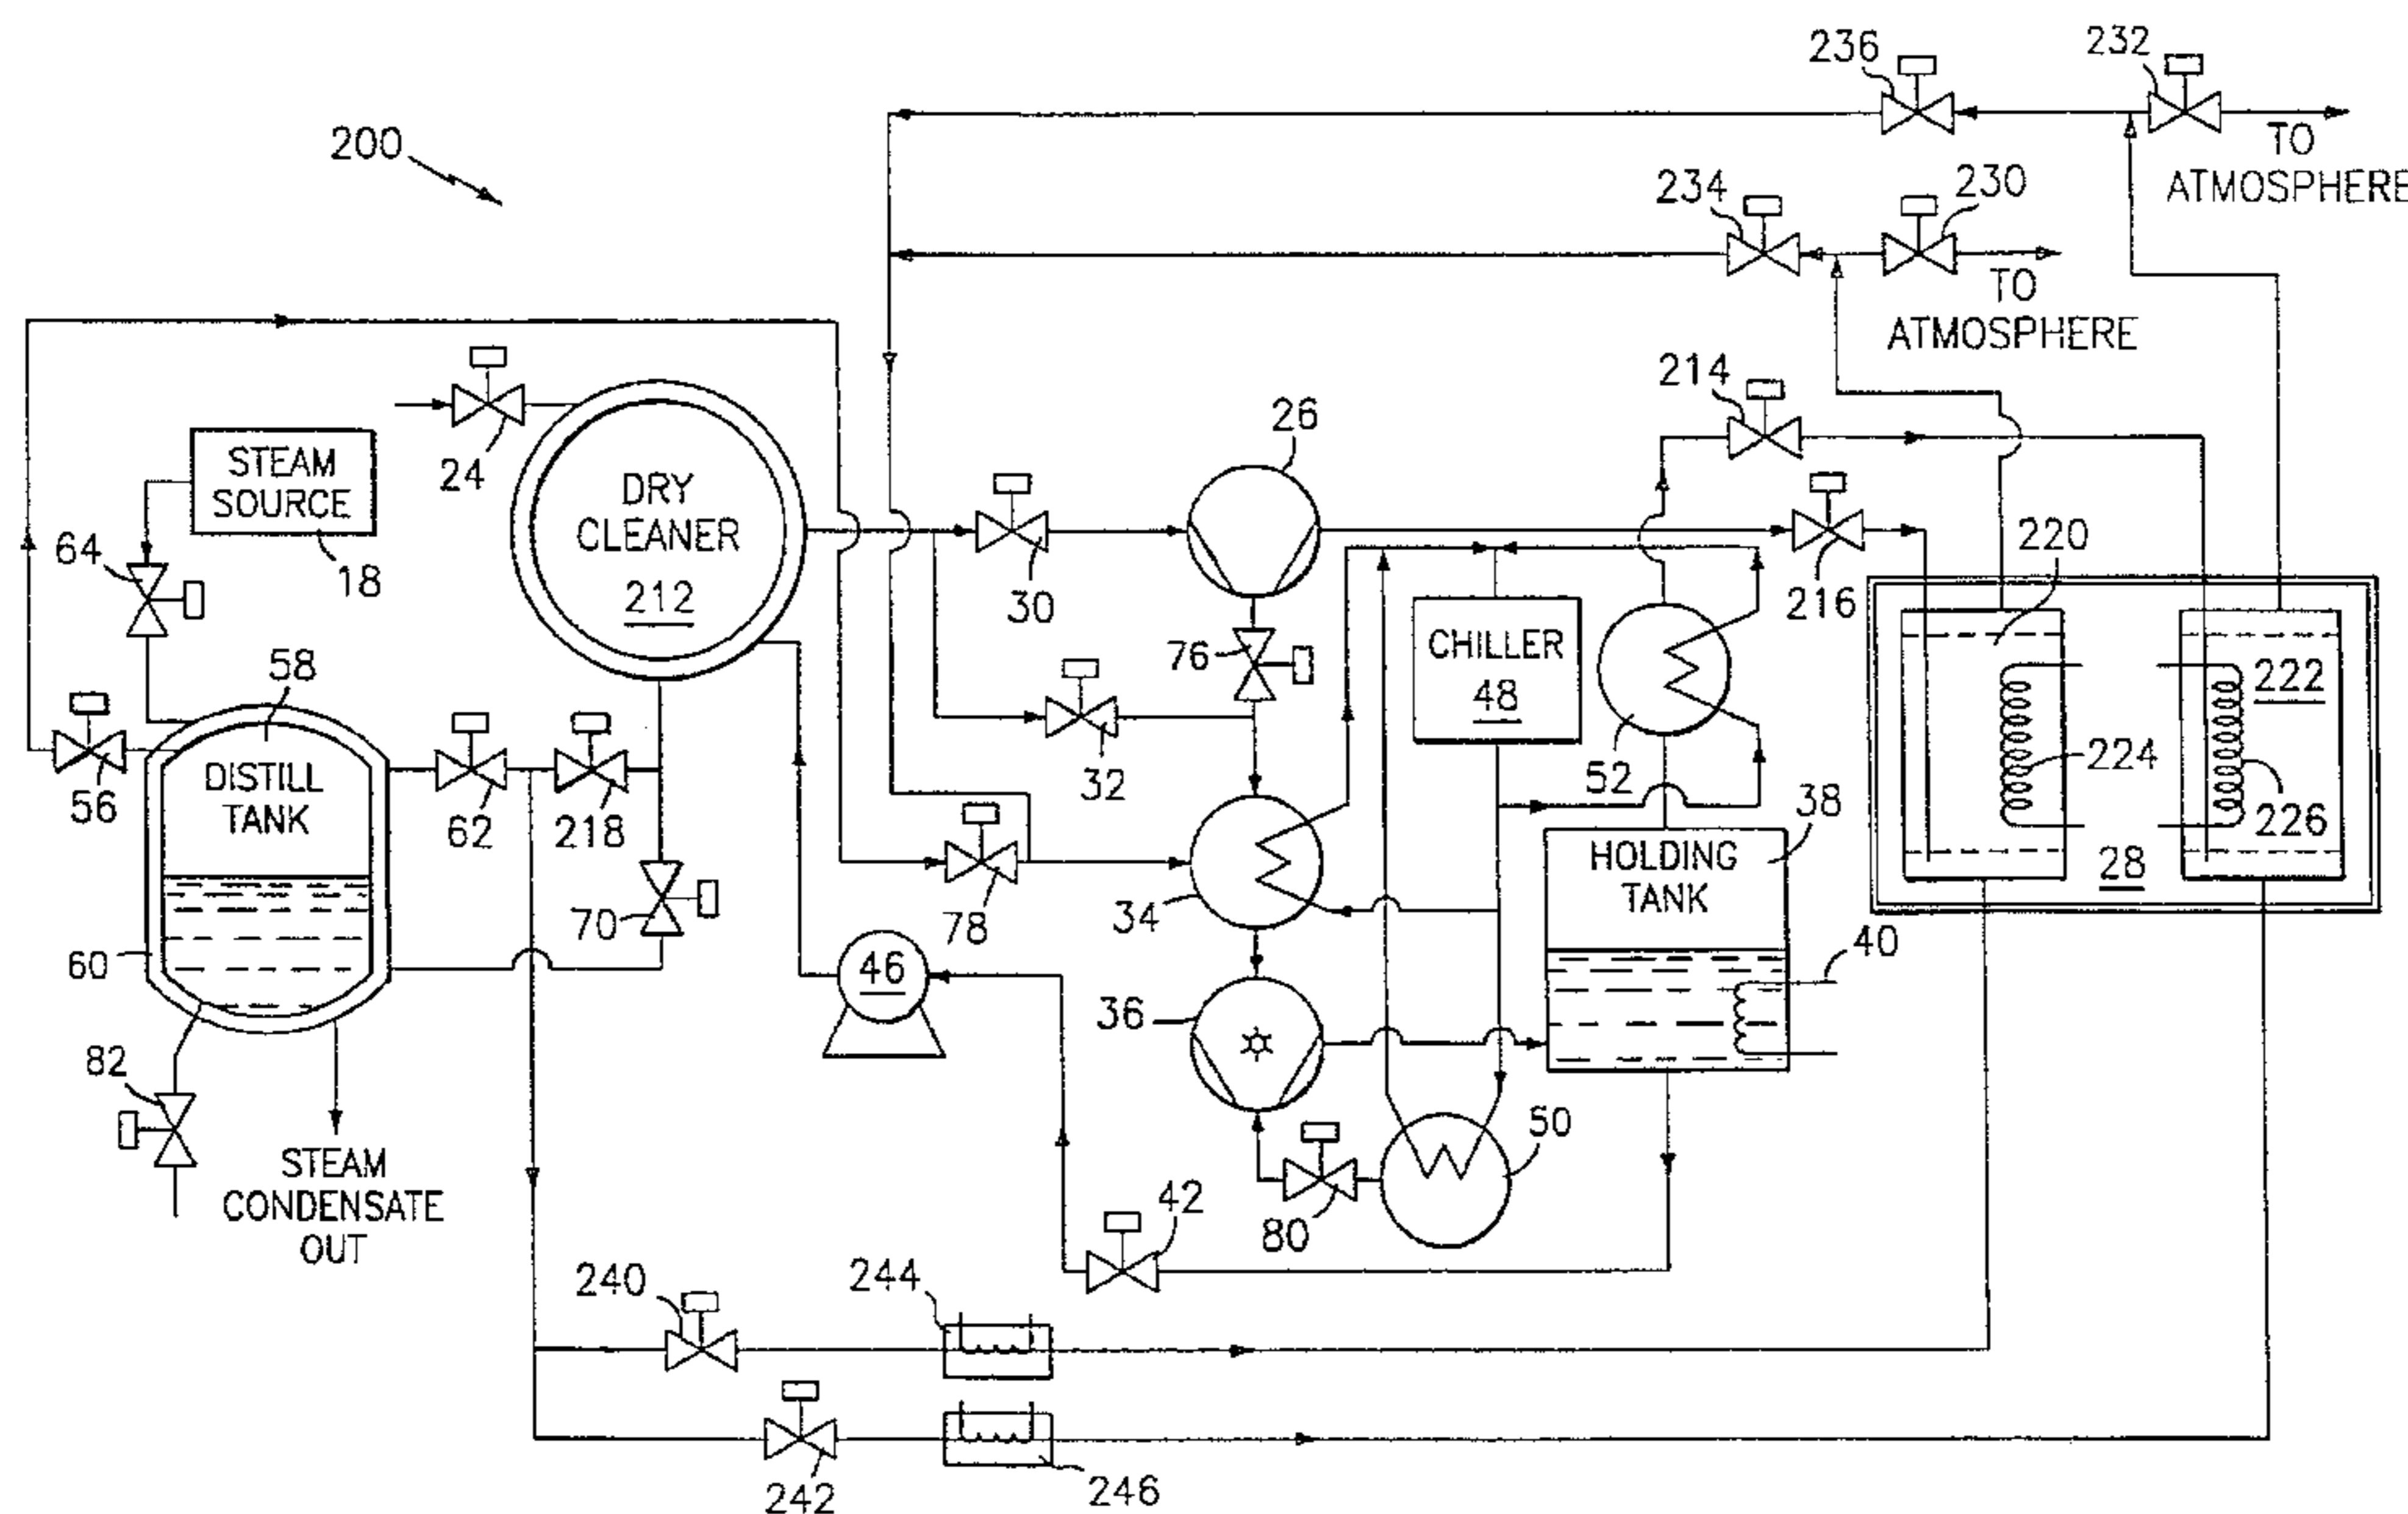 236
232
200
TO
ATMOSPHERE
234
230
TO
ATMOSPHERE
214
26
24
STEAM
SOURCE
18
64
DRY
CLEANER
212
30
216
220
58
76
CHILLER
48
222
56
DISTILL
TANK
62
218
32
52
224
226
38
HOLDING
TANK
28
78
34
70
60
46
40
36
82
STEAM
CONDENSATE
OUT
50
80
42
240
244
242
246